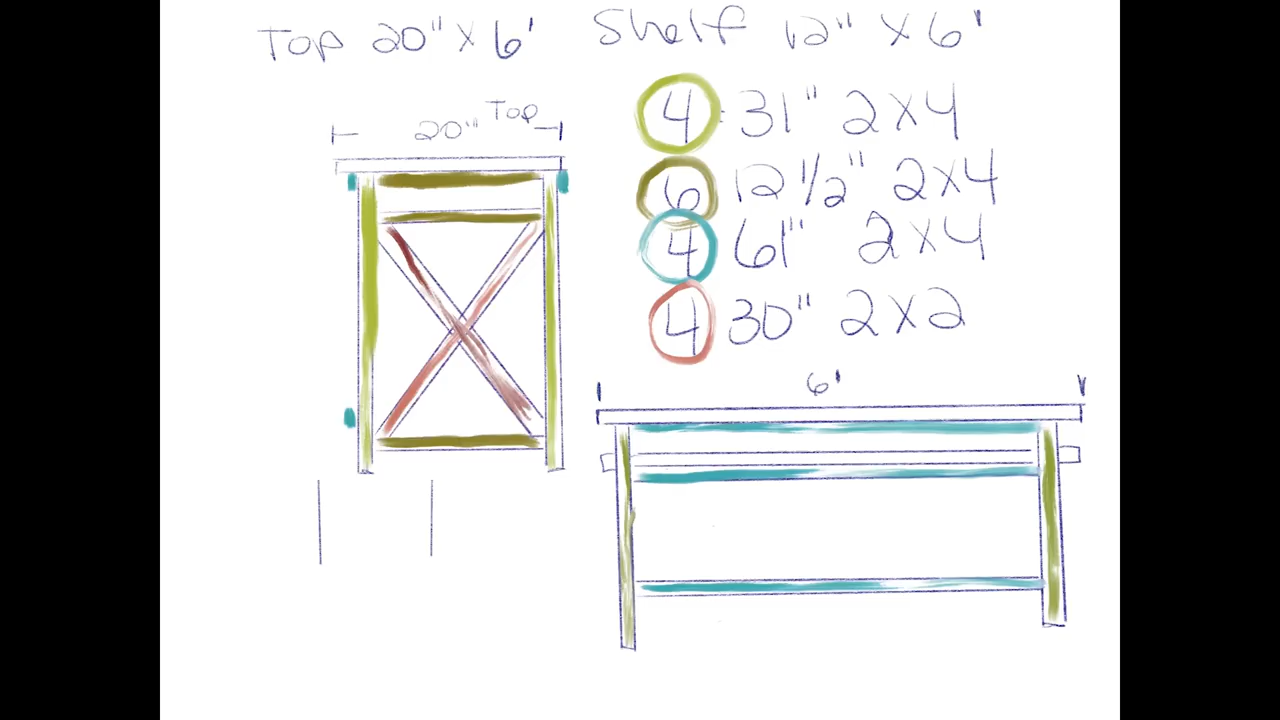 Top 20" x 6' Shelf 12" x 6'
Top
20"
4 31" 2x4
6 12 1/2" 2x4
4 61" 2x4
4 30" 2x2
6'